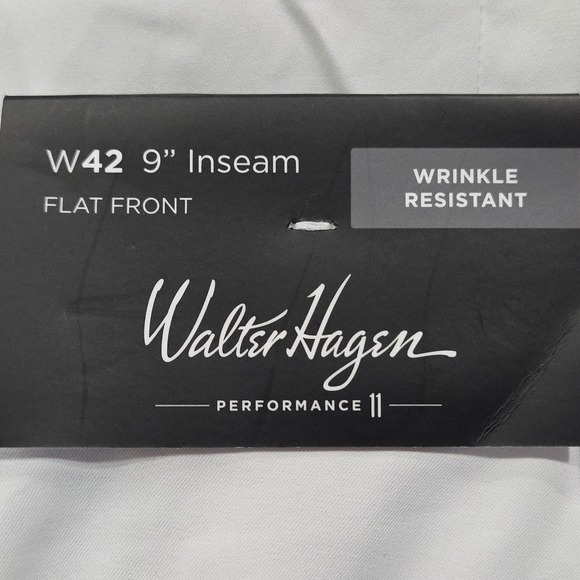 W42 9” Inseam
FLAT FRONT
WRINKLE
RESISTANT
Walter Hagen
PERFORMANCE 11